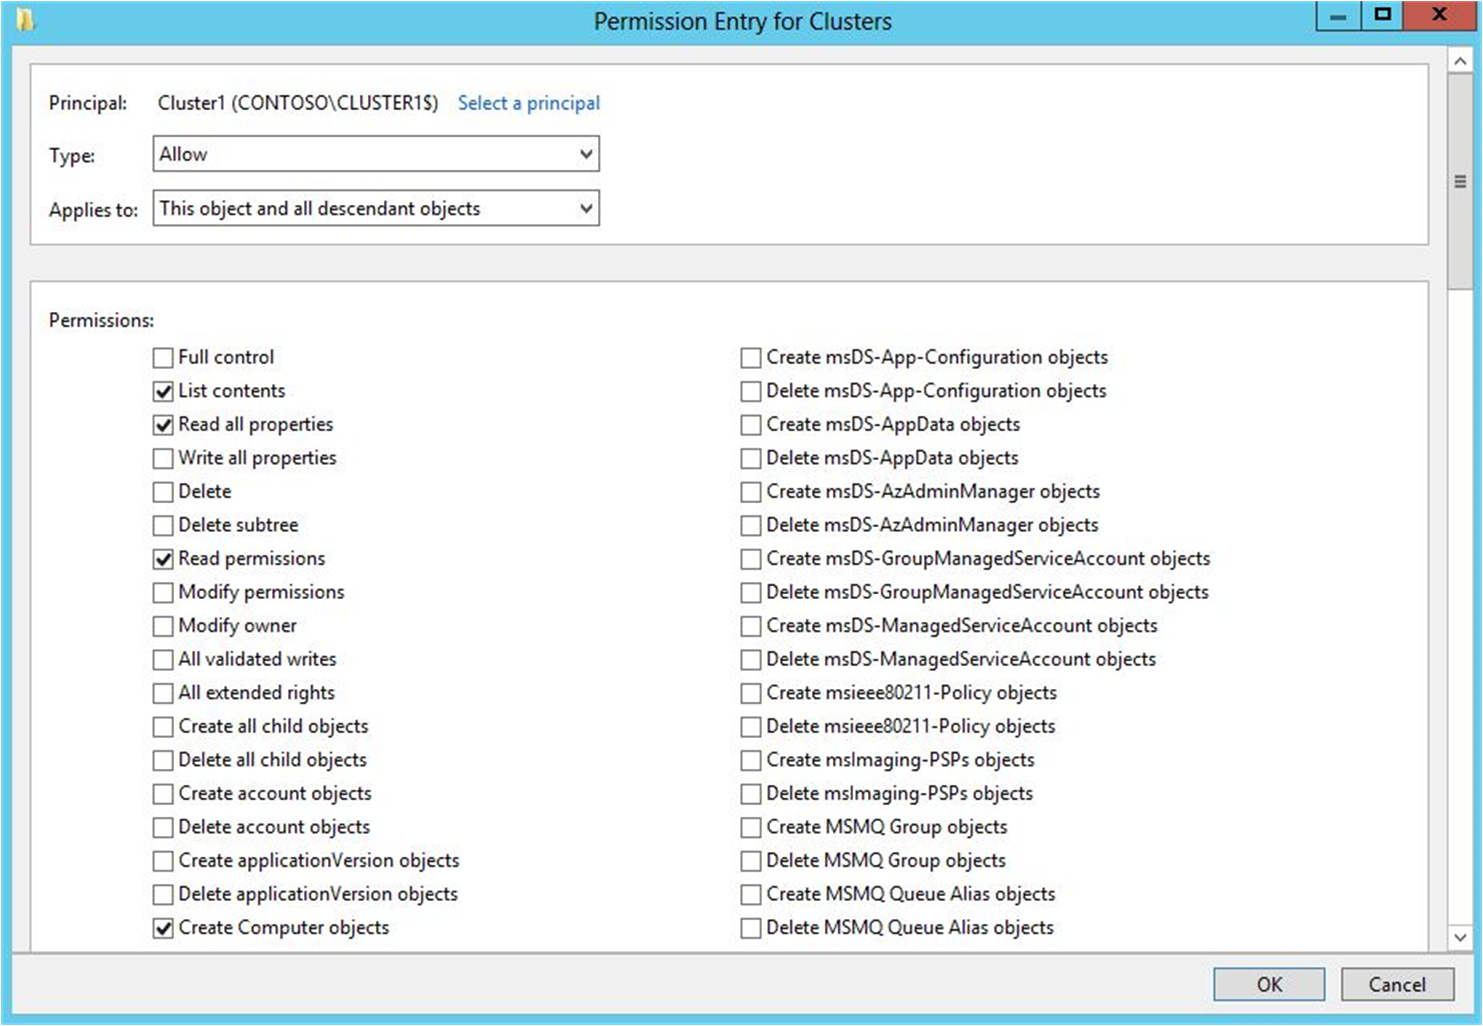 Permission Entry for Clusters
Principal: Cluster1 (CONTOSO\CLUSTER1$) Select a principal
Type: Allow
Applies to: This object and all descendant objects
Permissions:
Full control
List contents
Read all properties
Write all properties
Delete
Delete subtree
Read permissions
Modify permissions
Modify owner
All validated writes
All extended rights
Create all child objects
Delete all child objects
Create account objects
Delete account objects
Create applicationVersion objects
Delete applicationVersion objects
Create Computer objects
Create msDS-App-Configuration objects
Delete msDS-App-Configuration objects
Create msDS-AppData objects
Delete msDS-AppData objects
Create msDS-AzAdminManager objects
Delete msDS-AzAdminManager objects
Create msDS-GroupManagedServiceAccount objects
Delete msDS-GroupManagedServiceAccount objects
Create msDS-ManagedServiceAccount objects
Delete msDS-ManagedServiceAccount objects
Create msieee80211-Policy objects
Delete msieee80211-Policy objects
Create msImaging-PSPs objects
Delete msImaging-PSPs objects
Create MSMQ Group objects
Delete MSMQ Group objects
Create MSMQ Queue Alias objects
Delete MSMQ Queue Alias objects
OK Cancel